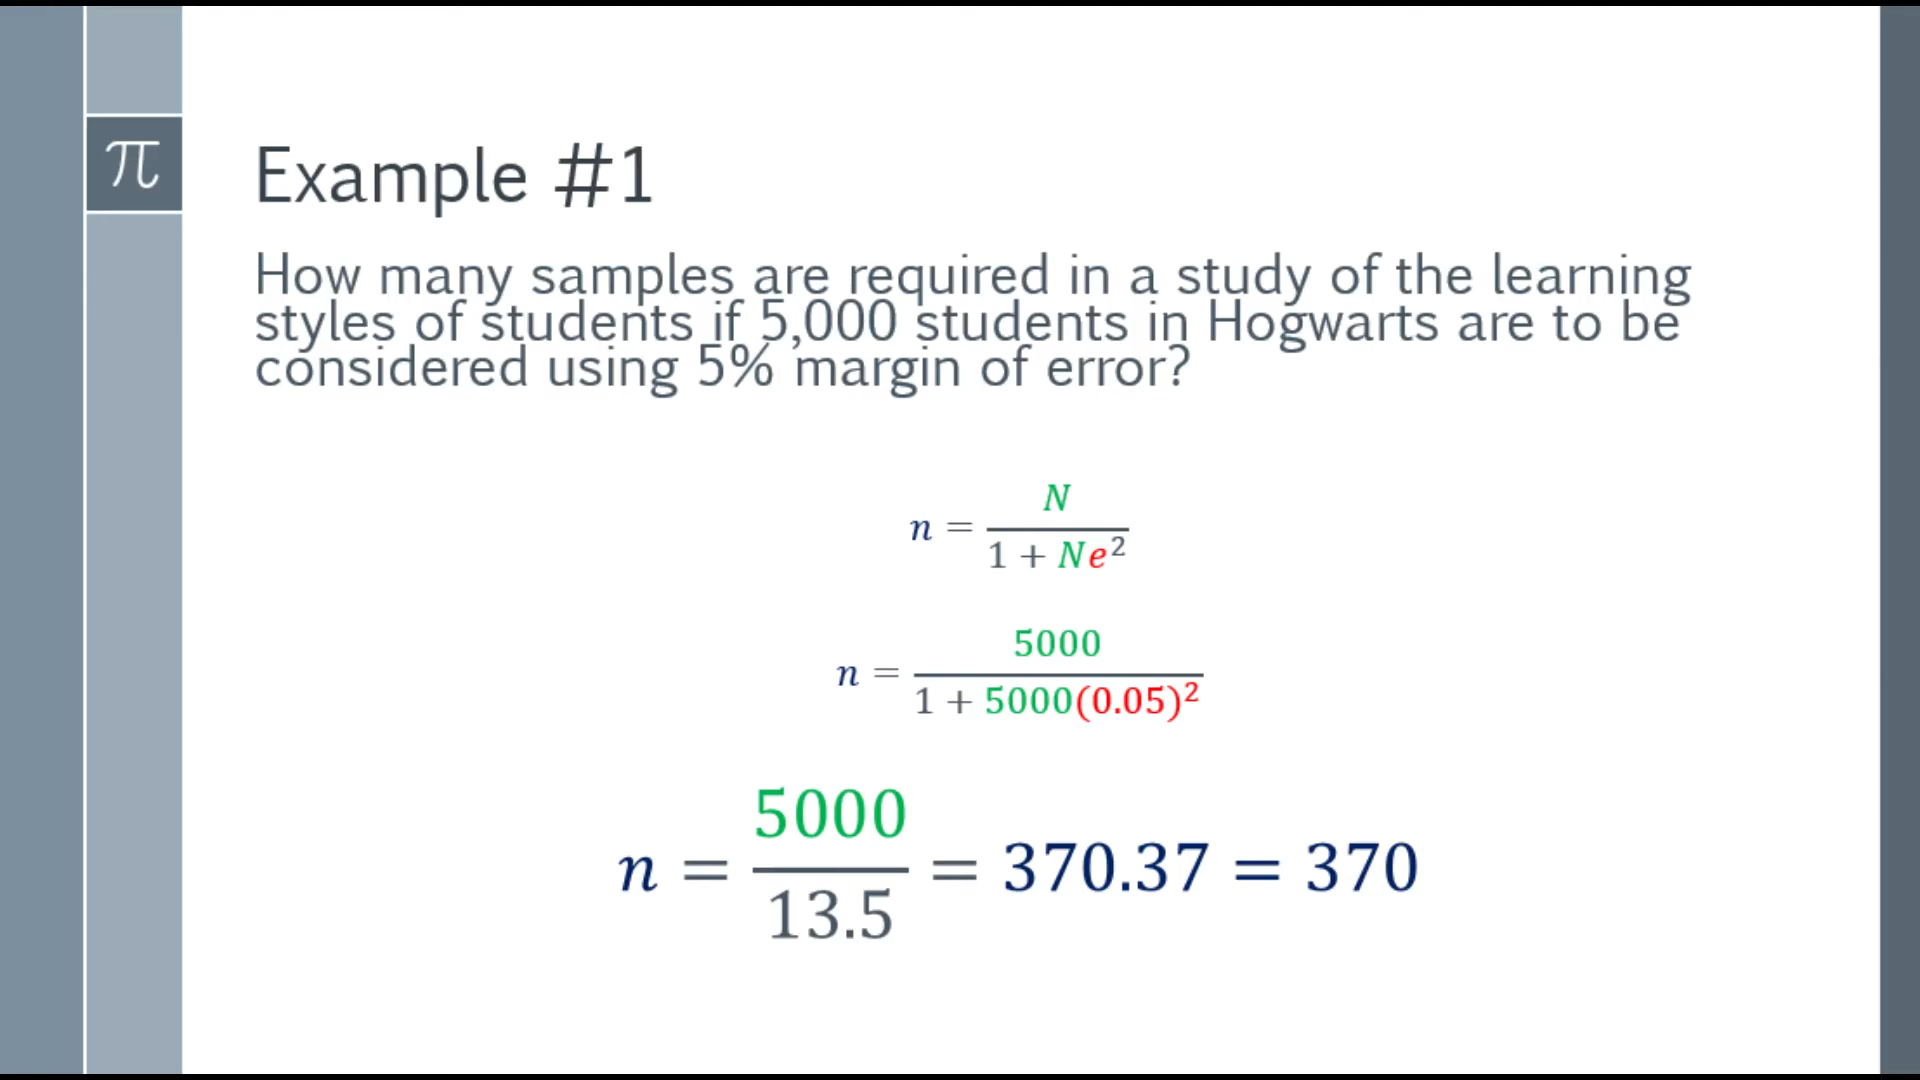 π
Example #1
How many samples are required in a study of the learning
styles of students if 5,000 students in Hogwarts are to be
considered using 5% margin of error?
n = N / 1 + Ne²
n = 5000 / 1 + 5000(0.05)²
n = 5000 / 13.5 = 370.37 = 370